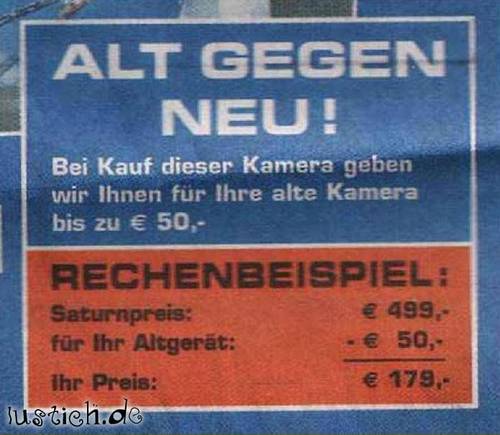 ALT GEGEN
NEU!
Bei Kauf dieser Kamera geben
wir Ihnen für Ihre alte Kamera
bis zu € 50,-
RECHENBEISPIEL:
Saturnpreis: € 499,-
für Ihr Altgerät: - € 50,-
Ihr Preis: € 179,-
lustich.de